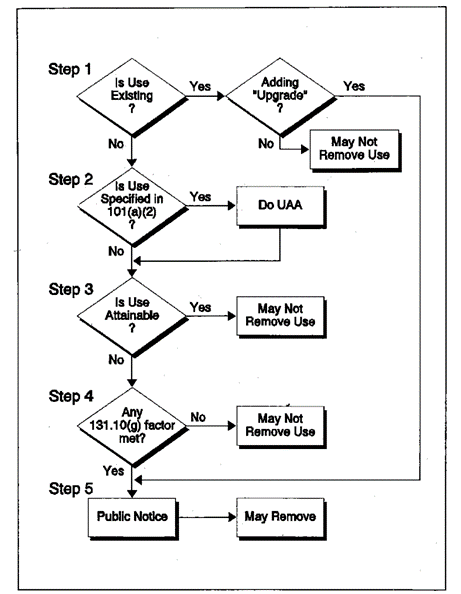 Step 1
Is Use
Existing
?
Yes
Adding
"Upgrade"
?
Yes
No
No
May Not
Remove Use
Step 2
Is Use
Specified in
101(a)(2)
?
Yes
Do UAA
No
Step 3
Is Use
Attainable
?
Yes
May Not
Remove Use
No
Step 4
Any
131.10(g) factor
met?
No
May Not
Remove Use
Yes
Step 5
Public Notice
May Remove